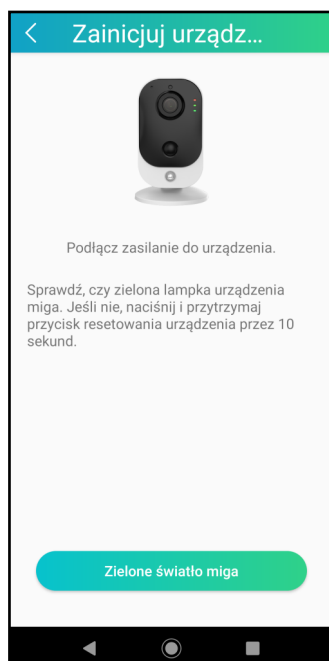 Zainicjuj urządz...
Podłącz zasilanie do urządzenia.
Sprawdź, czy zielona lampka urządzenia
miga. Jeśli nie, naciśnij i przytrzymaj
przycisk resetowania urządzenia przez 10
sekund.
Zielone światło miga